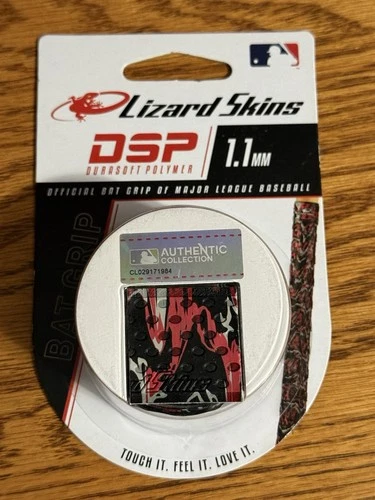 Lizard Skins
DSP
DURASOFT POLYMER
1.1MM
OFFICIAL BAT GRIP OF MAJOR LEAGUE BASEBALL
BAT GRIP
AUTHENTIC
COLLECTION
CL029171984
d Skins
TOUCH IT. FEEL IT. LOVE IT.